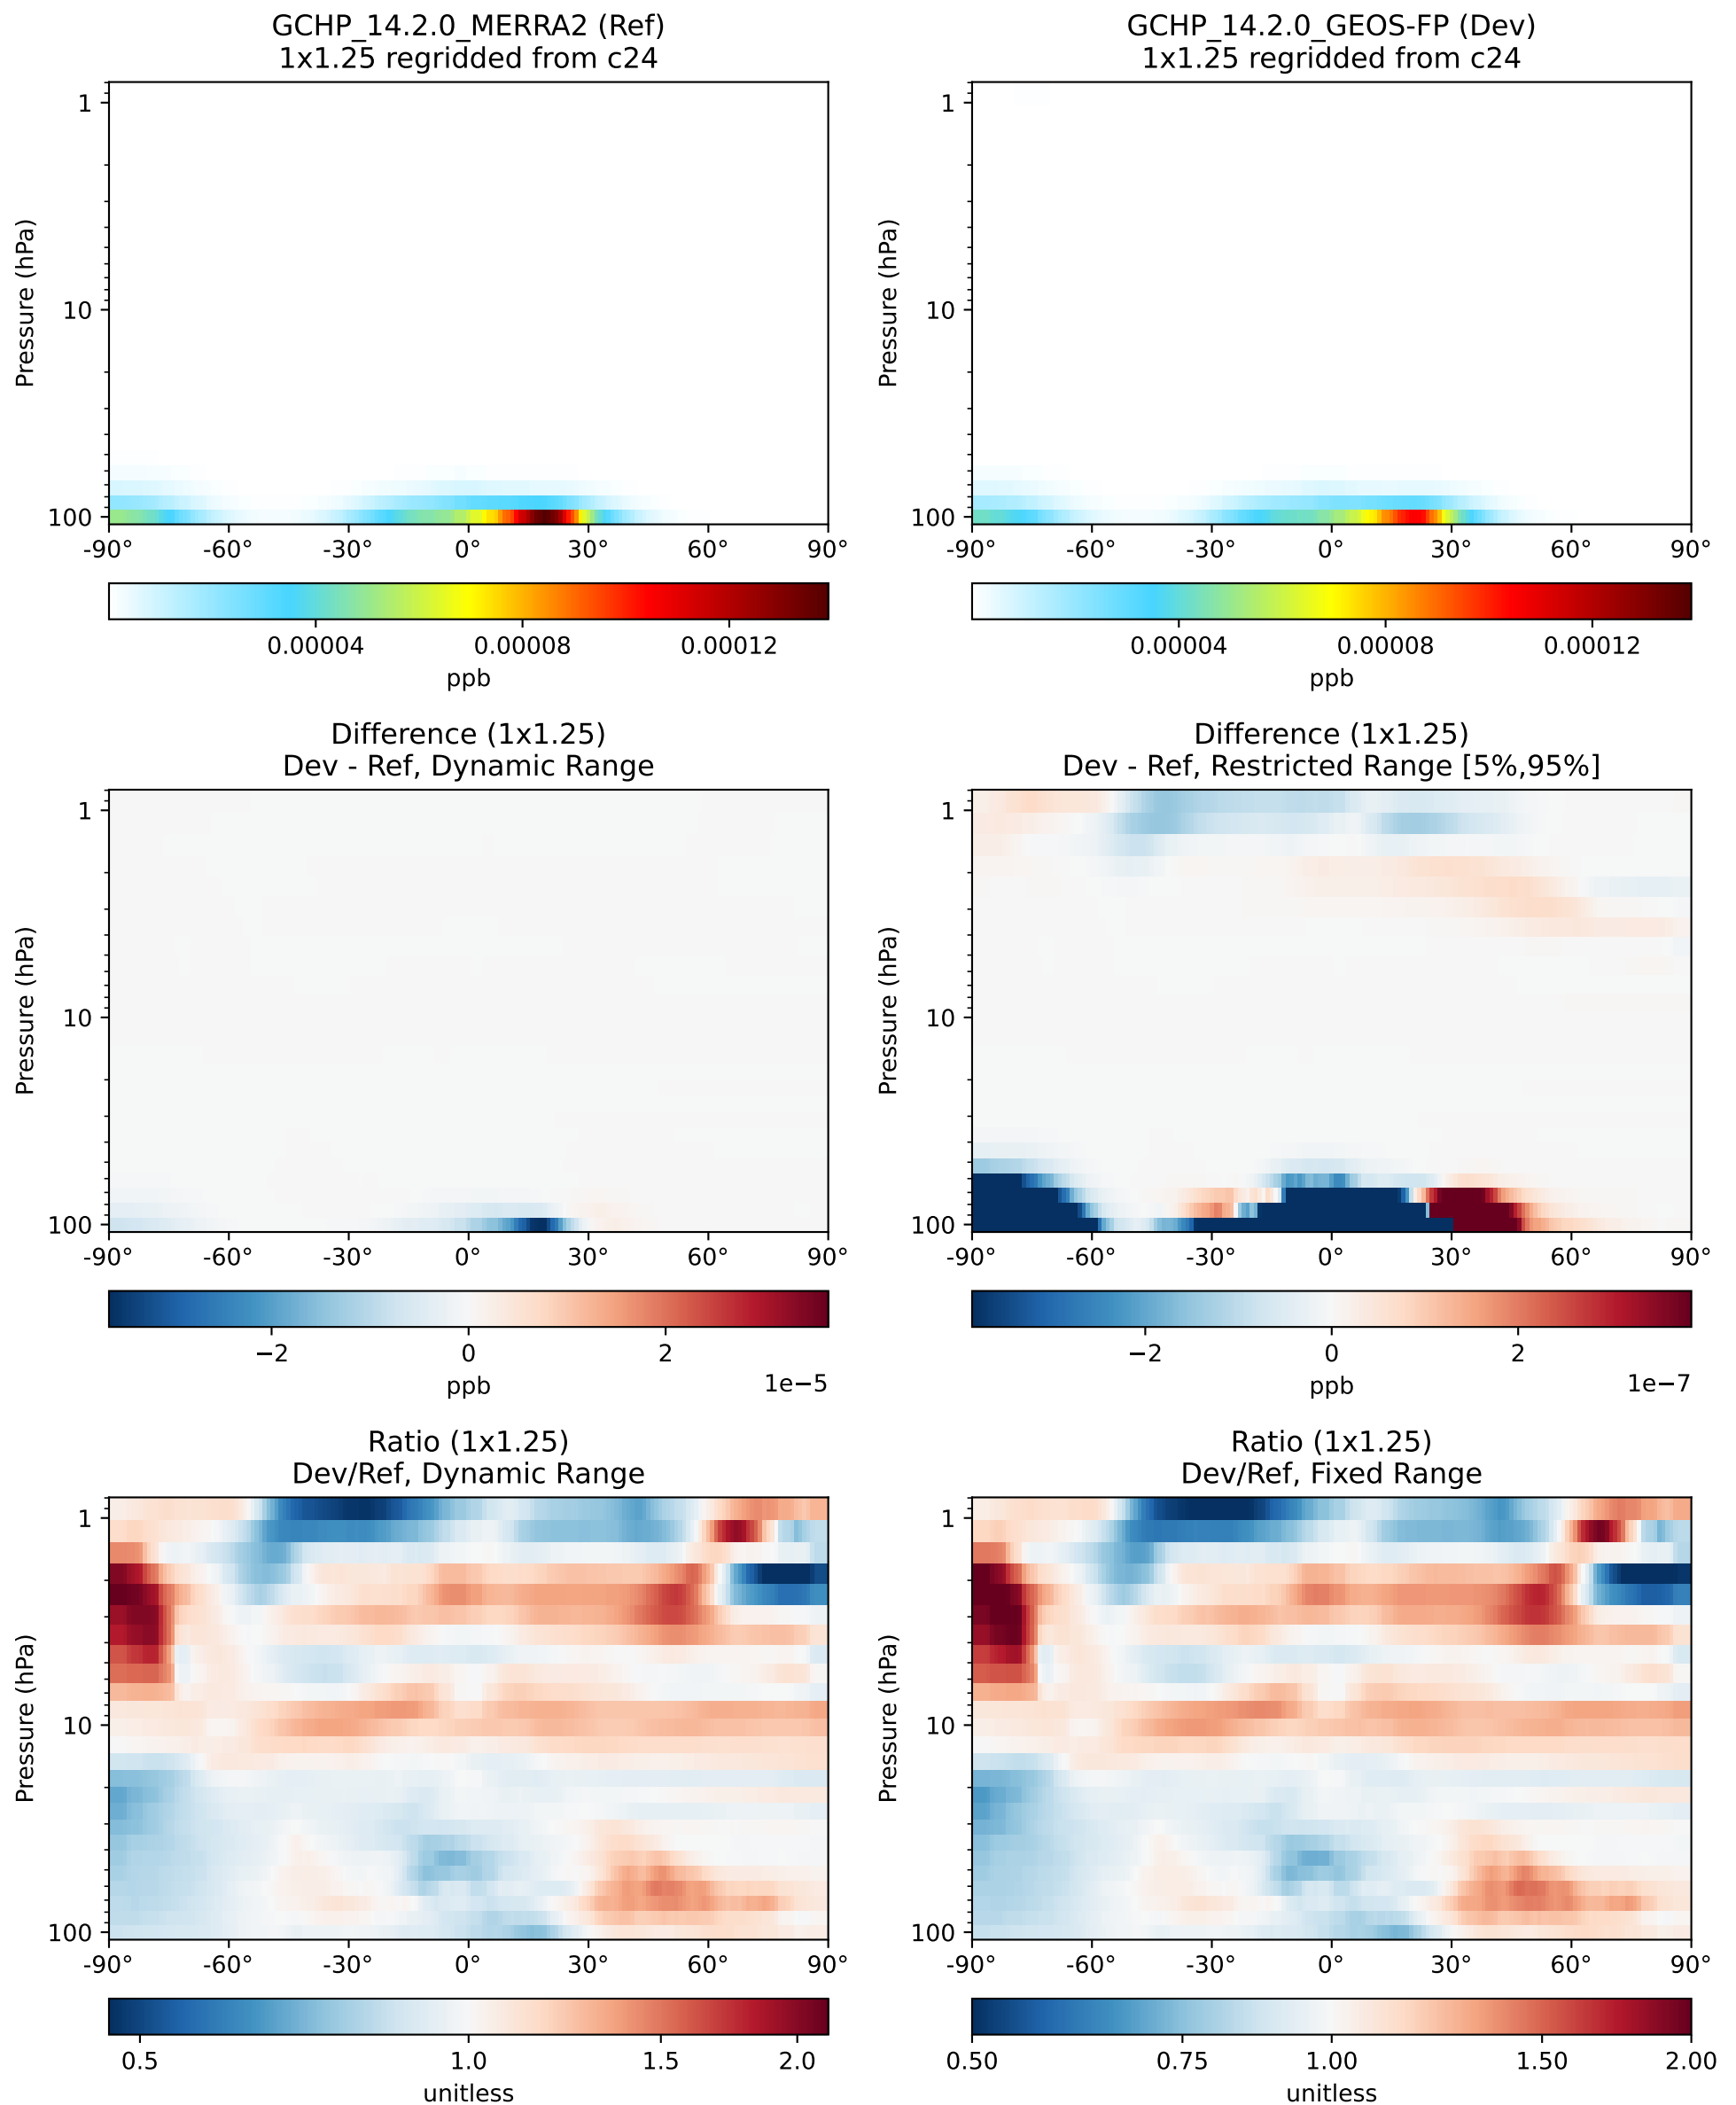 GCHP_14.2.0_MERRA2 (Ref)
1x1.25 regridded from c24
Pressure (hPa)
1
10
100
-90° -60° -30° 0° 30° 60° 90°
0.00004 0.00008 0.00012
ppb
GCHP_14.2.0_GEOS-FP (Dev)
1x1.25 regridded from c24
Pressure (hPa)
1
10
100
-90° -60° -30° 0° 30° 60° 90°
0.00004 0.00008 0.00012
ppb
Difference (1x1.25)
Dev - Ref, Dynamic Range
Pressure (hPa)
1
10
100
-90° -60° -30° 0° 30° 60° 90°
−2 0 2
ppb
1e−5
Difference (1x1.25)
Dev - Ref, Restricted Range [5%,95%]
Pressure (hPa)
1
10
100
-90° -60° -30° 0° 30° 60° 90°
−2 0 2
ppb
1e−7
Ratio (1x1.25)
Dev/Ref, Dynamic Range
Pressure (hPa)
1
10
100
-90° -60° -30° 0° 30° 60° 90°
0.5 1.0 1.5 2.0
unitless
Ratio (1x1.25)
Dev/Ref, Fixed Range
Pressure (hPa)
1
10
100
-90° -60° -30° 0° 30° 60° 90°
0.50 0.75 1.00 1.50 2.00
unitless